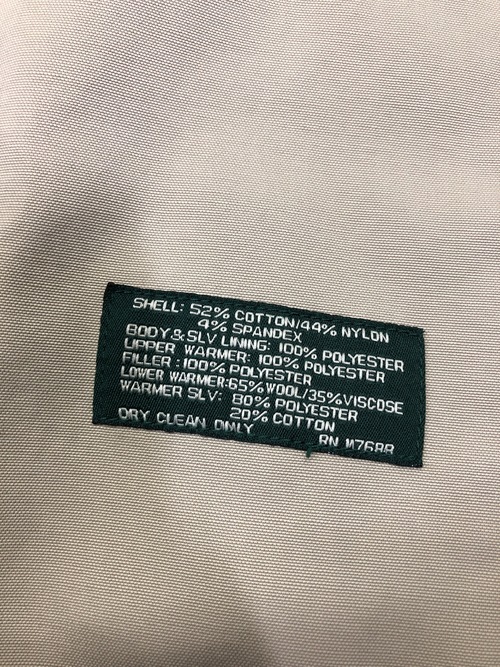 SHELL: 52% COTTON/44% NYLON
4% SPANDEX
BODY & SLV LINING: 100% POLYESTER
UPPER WARMER: 100% POLYESTER
FILLER : 100% POLYESTER
LOWER WARMER:65%WOOL/35%VISCOSE
WARMER SLV: 80% POLYESTER
20% COTTON
DRY CLEAN ONLY RN